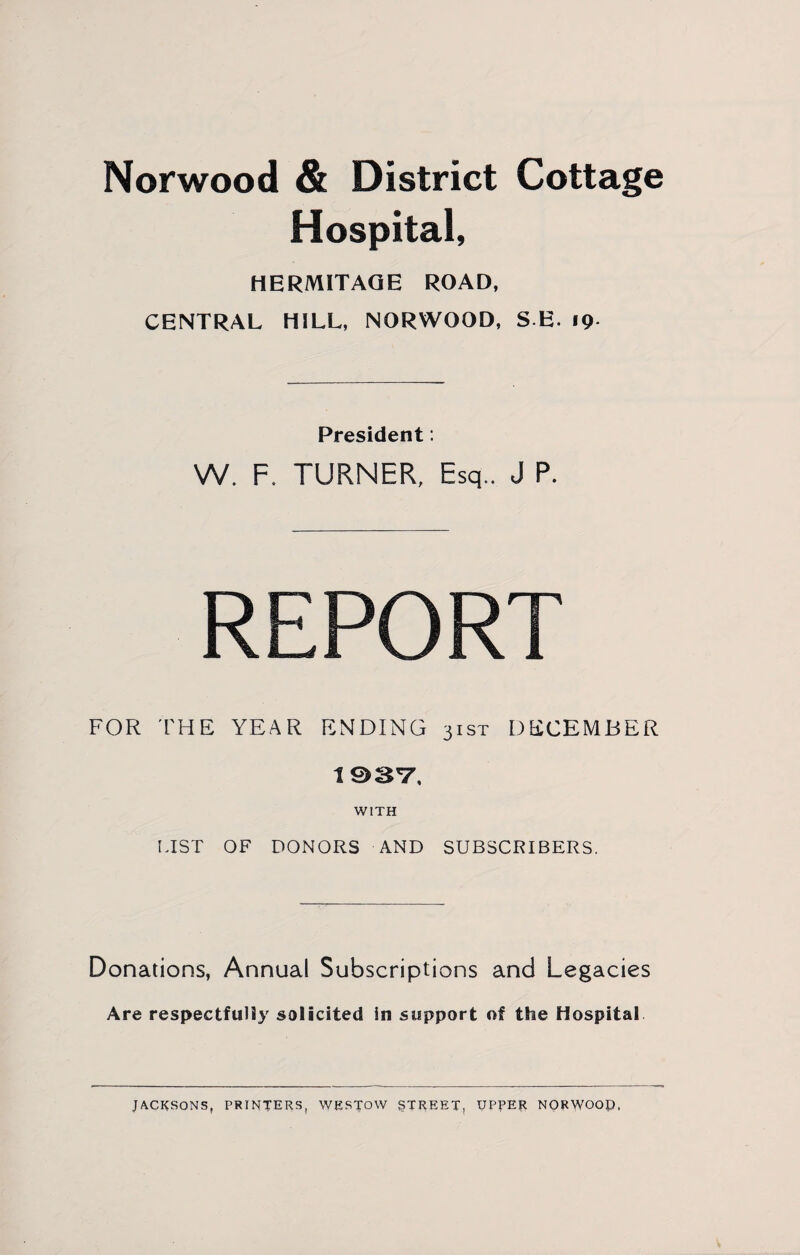 Norwood & District Cottage
Hospital,
HERMITAGE ROAD,
CENTRAL HILL, NORWOOD, S.E. 19.
President:
W. F. TURNER, Esq.. J P.
REPORT
FOR THE YEAR ENDING 31ST DECEMBER
1937,
WITH
LIST OF DONORS AND SUBSCRIBERS.
Donations, Annual Subscriptions and Legacies
Are respectfully solicited in support of the Hospital
JACKSONS, PRINTERS, WESTOW STREET, UPPER NORWOOD.